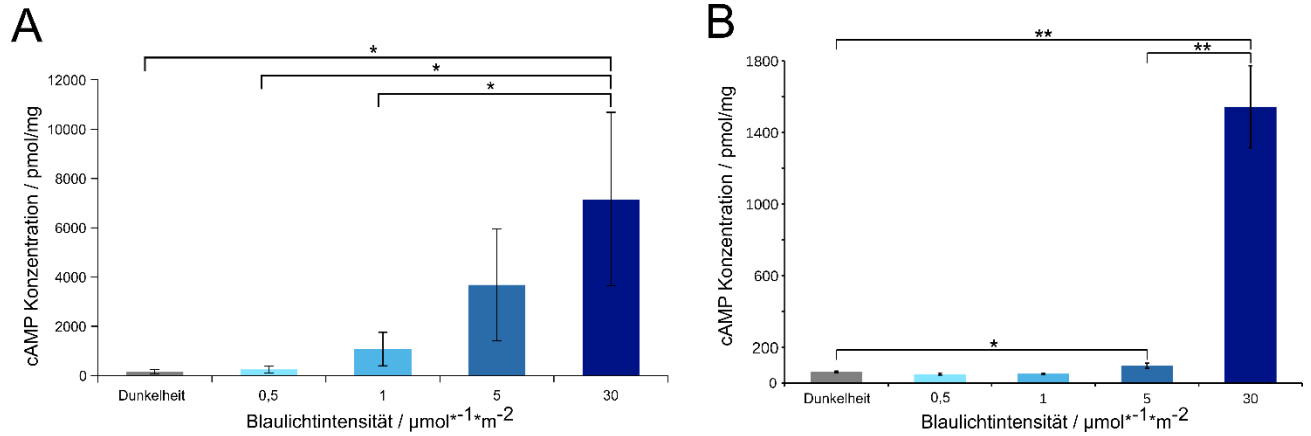 A
*
*
*
12000
10000
8000
6000
4000
2000
0
cAMP Konzentration / pmol/mg
Dunkelheit 0,5 1 5 30
Blaulichtintensität / µmol*-1*m-2
B
**
**
*
1800
1400
1000
600
200
0
cAMP Konzentration / pmol/mg
Dunkelheit 0,5 1 5 30
Blaulichtintensität / µmol*-1*m-2